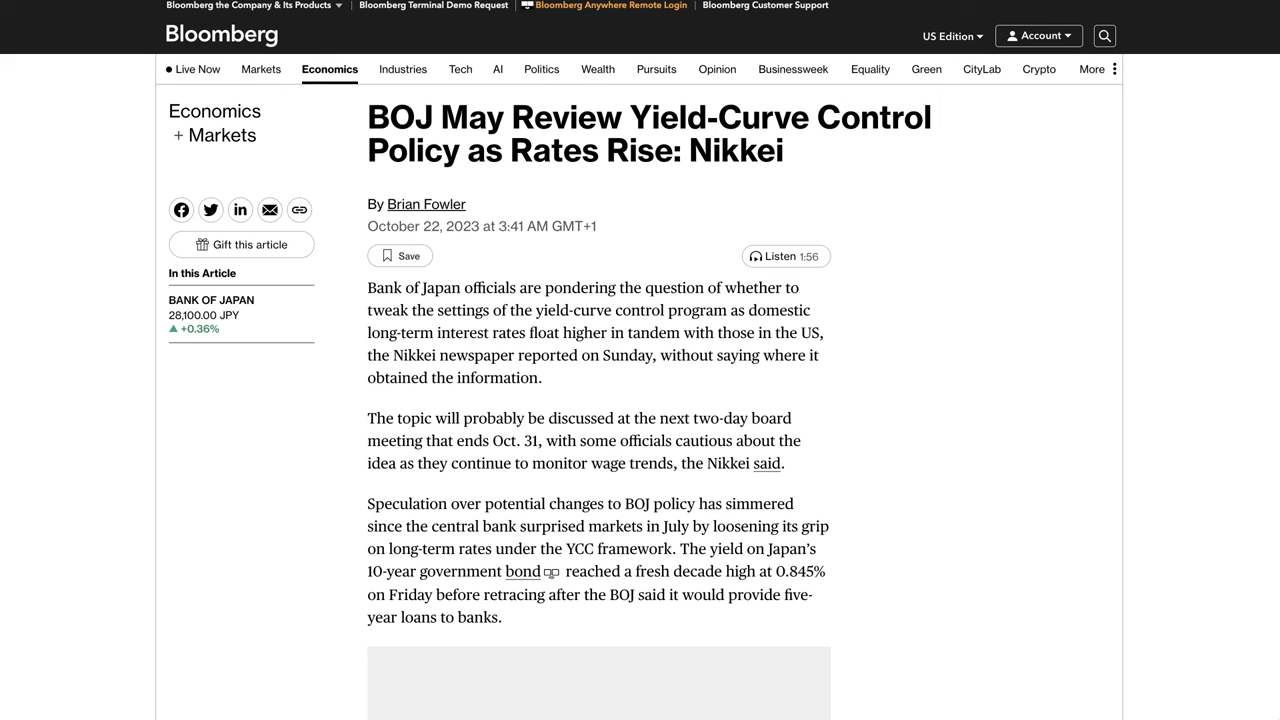 Bloomberg the Company & Its Products
Bloomberg Terminal Demo Request
Bloomberg Anywhere Remote Login
Bloomberg Customer Support
Bloomberg
US Edition
Account
Live Now
Markets
Economics
Industries
Tech
AI
Politics
Wealth
Pursuits
Opinion
Businessweek
Equality
Green
CityLab
Crypto
More
Economics
+ Markets
Gift this article
In this Article
BANK OF JAPAN
28,100.00 JPY
▲ +0.36%
BOJ May Review Yield-Curve Control
Policy as Rates Rise: Nikkei
By Brian Fowler
October 22, 2023 at 3:41 AM GMT+1
Save
Listen 1:56
Bank of Japan officials are pondering the question of whether to
tweak the settings of the yield-curve control program as domestic
long-term interest rates float higher in tandem with those in the US,
the Nikkei newspaper reported on Sunday, without saying where it
obtained the information.
The topic will probably be discussed at the next two-day board
meeting that ends Oct. 31, with some officials cautious about the
idea as they continue to monitor wage trends, the Nikkei said.
Speculation over potential changes to BOJ policy has simmered
since the central bank surprised markets in July by loosening its grip
on long-term rates under the YCC framework. The yield on Japan's
10-year government bond reached a fresh decade high at 0.845%
on Friday before retracing after the BOJ said it would provide five-
year loans to banks.